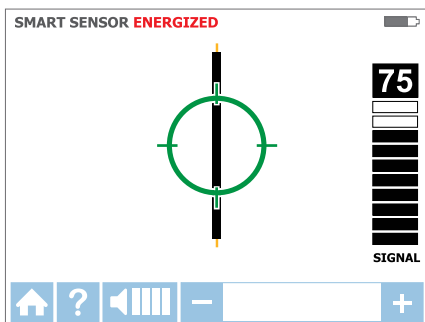 SMART SENSOR ENERGIZED
75
SIGNAL
?
− +